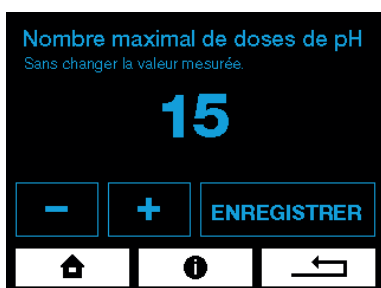 Nombre maximal de doses de pH
Sans changer la valeur mesurée.
15
- + ENREGISTRER